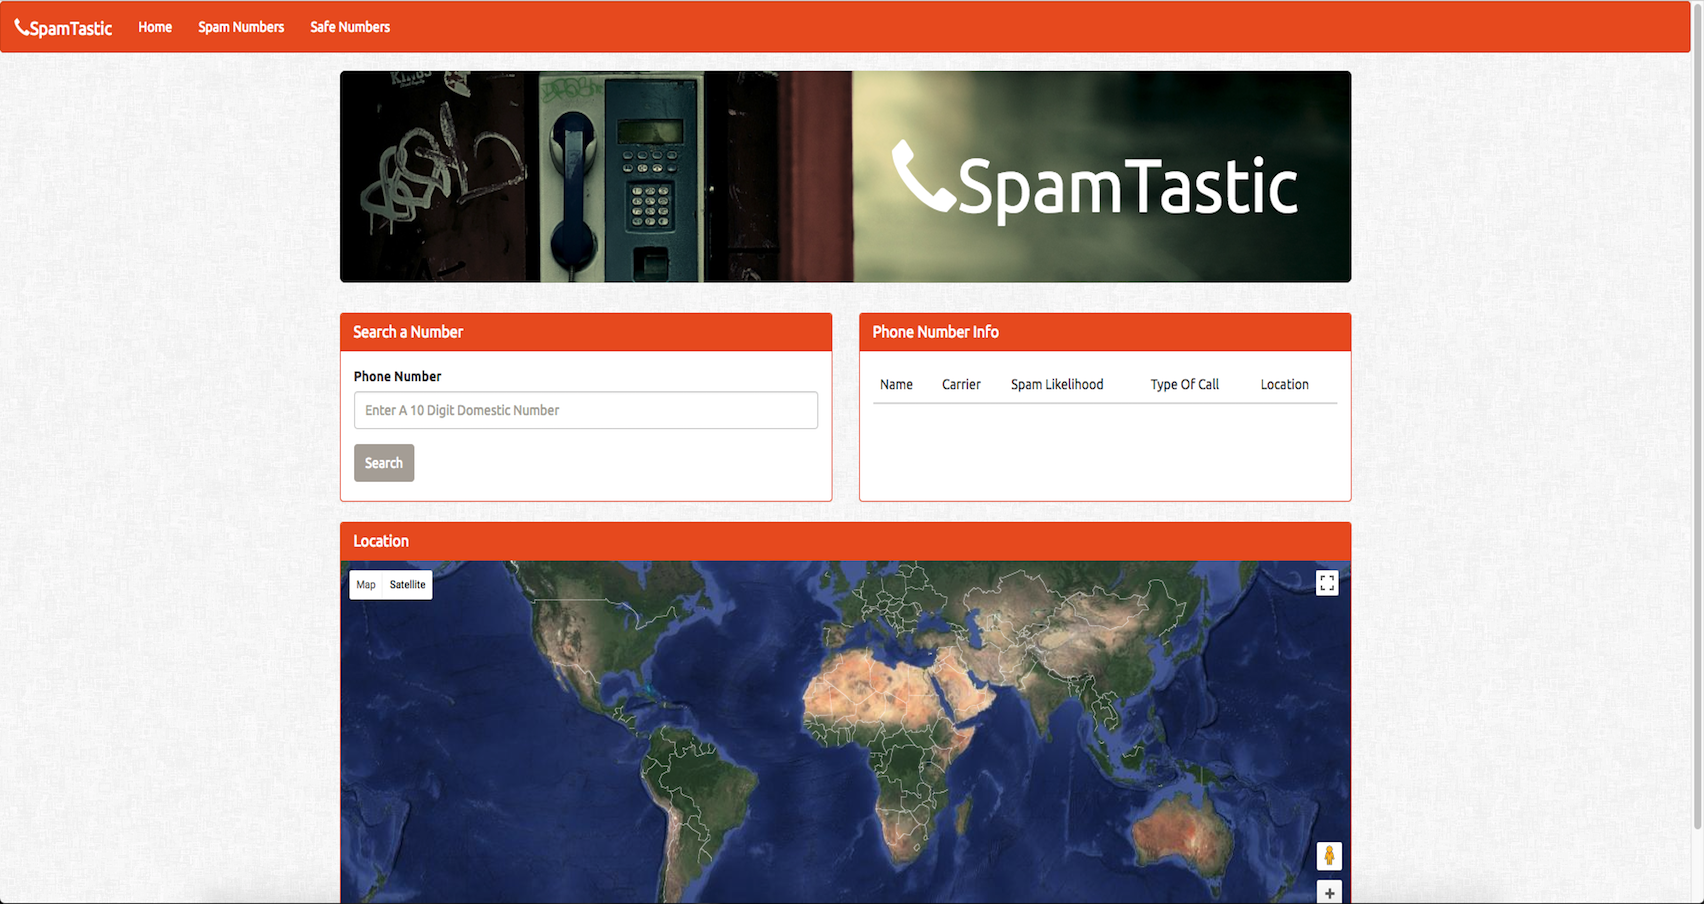 SpamTastic Home Spam Numbers Safe Numbers
SpamTastic
Search a Number
Phone Number
Enter A 10 Digit Domestic Number
Search
Phone Number Info
Name Carrier Spam Likelihood Type Of Call Location
Location
Map Satellite